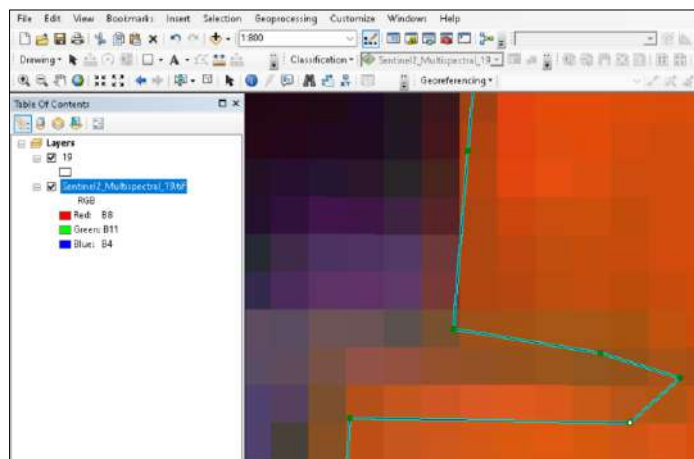 File Edit View Bookmarks Insert Selection Geoprocessing Customize Windows Help
1:800
Drawing A Classification Sentinel2_Multispectral_19.
Georeferencing
Table Of Contents
Layers
19
Sentinel2_Multispectral_19.tif
RGB
Red: B8
Green: B11
Blue: B4